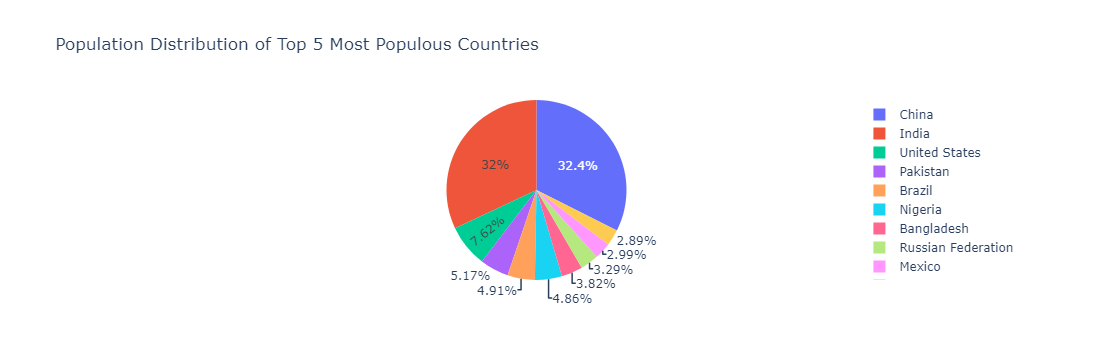 Population Distribution of Top 5 Most Populous Countries
China
India
United States
Pakistan
Brazil
Nigeria
Bangladesh
Russian Federation
Mexico
32%
32.4%
7.62%
5.17%
4.91%
4.86%
3.82%
3.29%
2.99%
2.89%